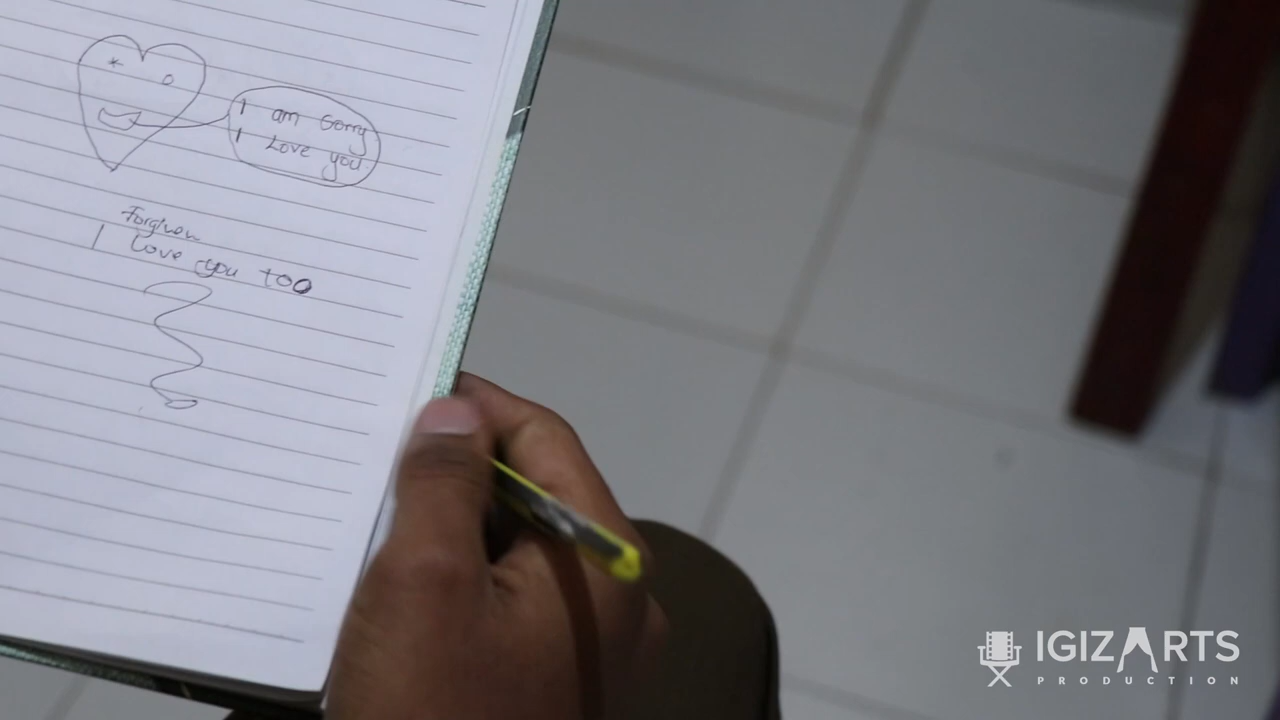 I am sorry
I Love you
Forgiven
I Love you too
IGIZARTS
PRODUCTION